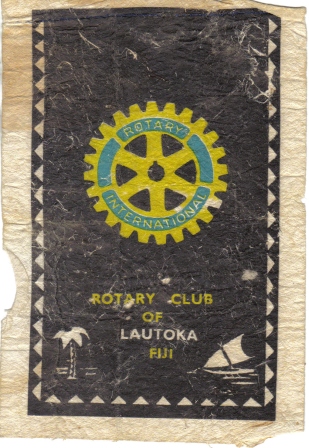 ROTARY
INTERNATIONAL
ROTARY CLUB
OF
LAUTOKA
FIJI